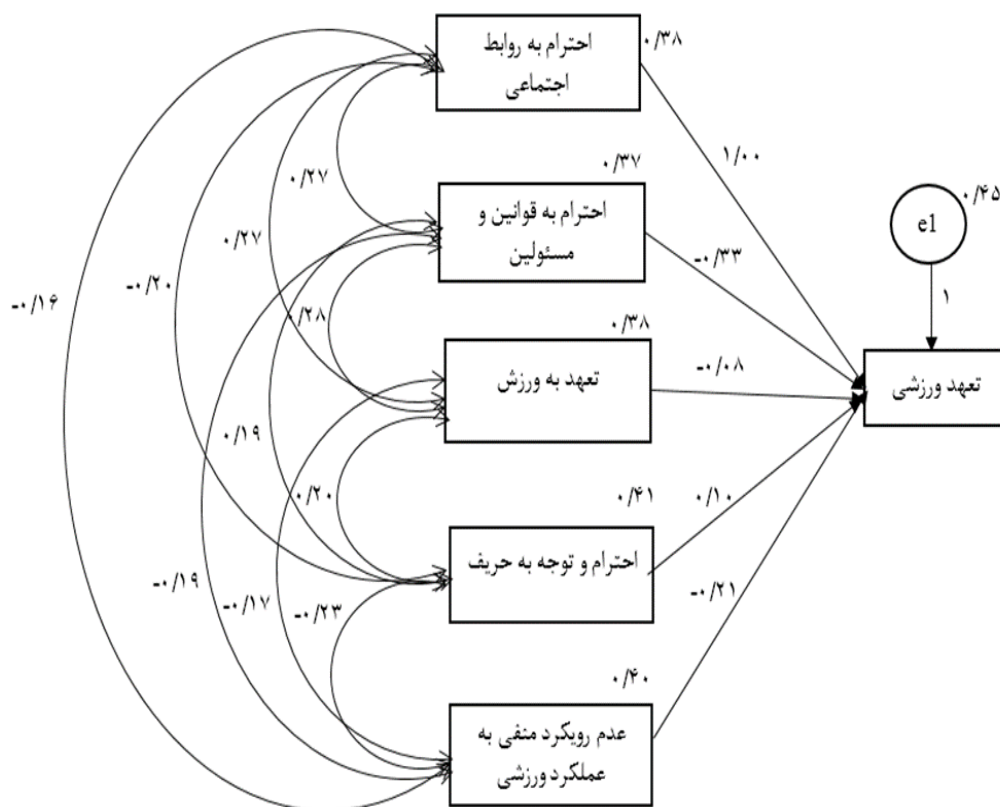 احترام به روابط
اجتماعی
۰/۳۸
۱/۰۰
۰/۲۷
۰/۳۷
احترام به قوانین و
مسئولین
-۰/۳۳
۰/۴۵
e1
۱
۰/۲۷
-۰/۲۰
-۰/۱۶
۰/۲۸
۰/۳۸
تعهد به ورزش
-۰/۰۸
تعهد ورزشی
۰/۱۹
۰/۲۰
۰/۴۱
۰/۱۰
احترام و توجه به حریف
-۰/۱۹
-۰/۱۷
-۰/۲۳
-۰/۲۱
۰/۴۰
عدم رویکرد منفی به
عملکرد ورزشی